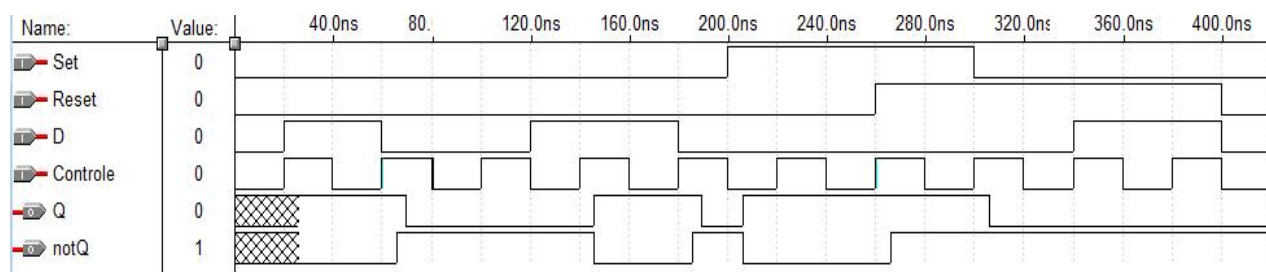 Name: Value: 40.0ns 80. 120.0ns 160.0ns 200.0ns 240.0ns 280.0ns 320.0ns 360.0ns 400.0ns
Set 0
Reset 0
D 0
Controle 0
Q 0
notQ 1